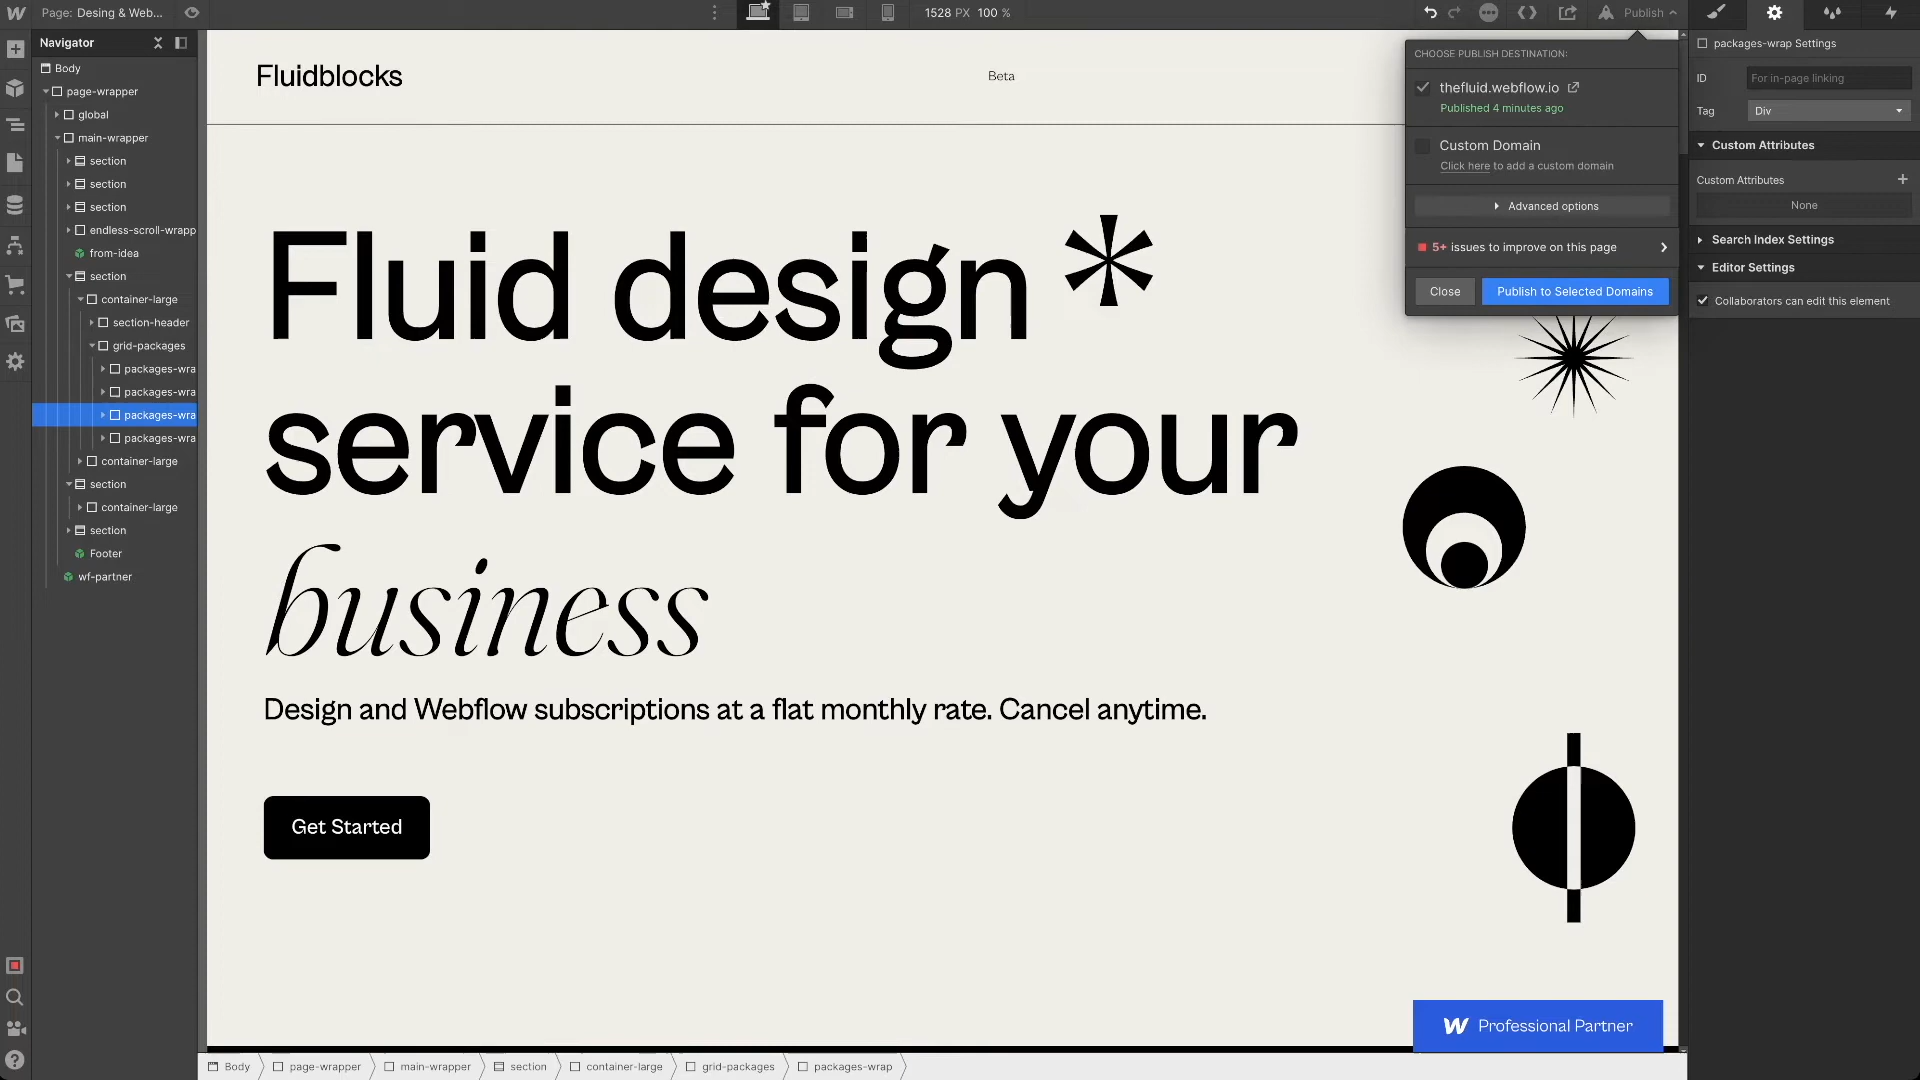 Page: Desing & Web...
1528 PX 100 %
Publish
Navigator
Body
page-wrapper
global
main-wrapper
section
section
section
endless-scroll-wrapp
from-idea
section
container-large
section-header
grid-packages
packages-wra
packages-wra
packages-wra
packages-wra
container-large
section
container-large
section
Footer
wf-partner
Fluidblocks
Beta
Fluid design *
service for your
business
Design and Webflow subscriptions at a flat monthly rate. Cancel anytime.
Get Started
Professional Partner
CHOOSE PUBLISH DESTINATION:
thefluid.webflow.io
Published 4 minutes ago
Custom Domain
Click here to add a custom domain
Advanced options
5+ issues to improve on this page
Close
Publish to Selected Domains
packages-wrap Settings
ID
For in-page linking
Tag
Div
Custom Attributes
Custom Attributes
None
Search Index Settings
Editor Settings
Collaborators can edit this element
Body
page-wrapper
main-wrapper
section
container-large
grid-packages
packages-wrap